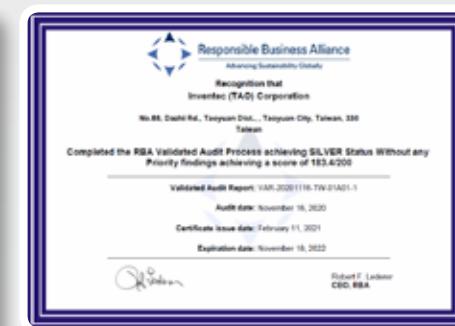 Responsible Business Alliance
Advancing Sustainability Globally
Recognition that
Inventec (TAO) Corporation
No.88, Dazhi Rd., Taoyuan Dist., Taoyuan City, Taiwan, 330
Taiwan
Completed the RBA Validated Audit Process achieving SILVER Status Without any
Priority findings achieving a score of 183.4/200
Validated Audit Report: VAR-20201116-TW-01A01-1
Audit date: November 16, 2020
Certificate issue date: February 11, 2021
Expiration date: November 16, 2022
Robert F. Lederer
CEO, RBA